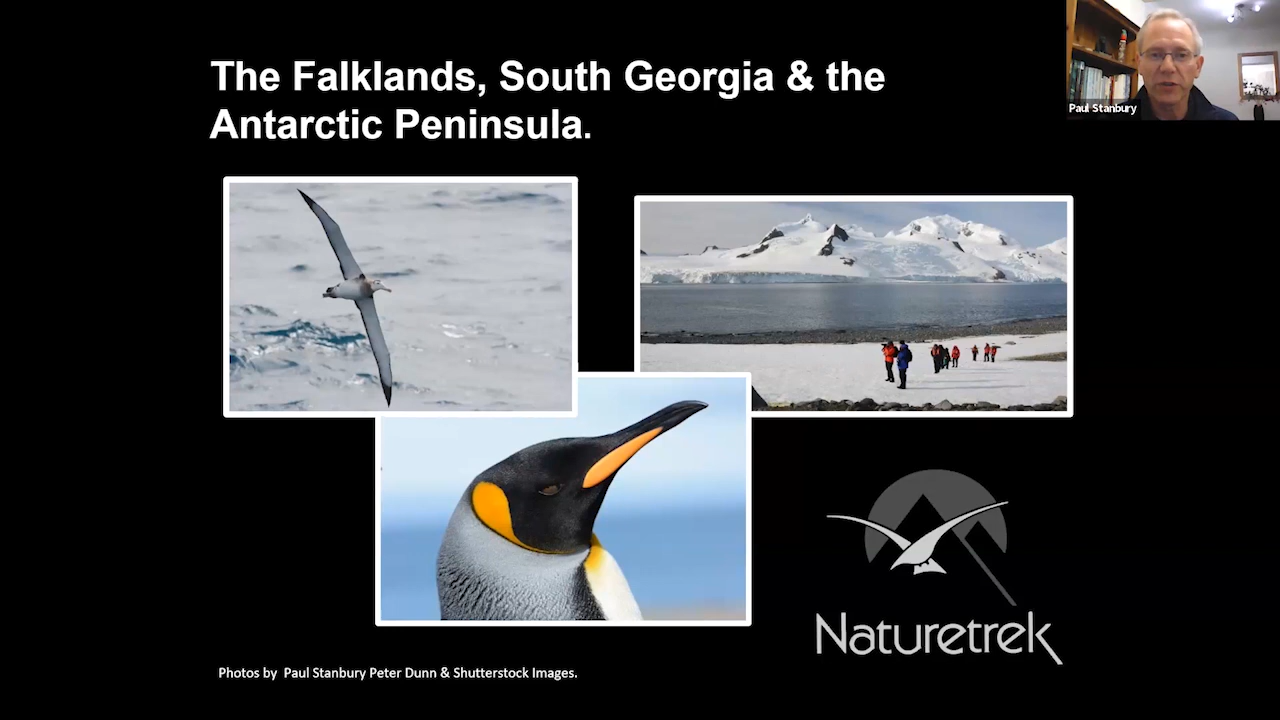 The Falklands, South Georgia & the
Antarctic Peninsula.
Paul Stanbury
Naturetrek
Photos by  Paul Stanbury Peter Dunn & Shutterstock Images.